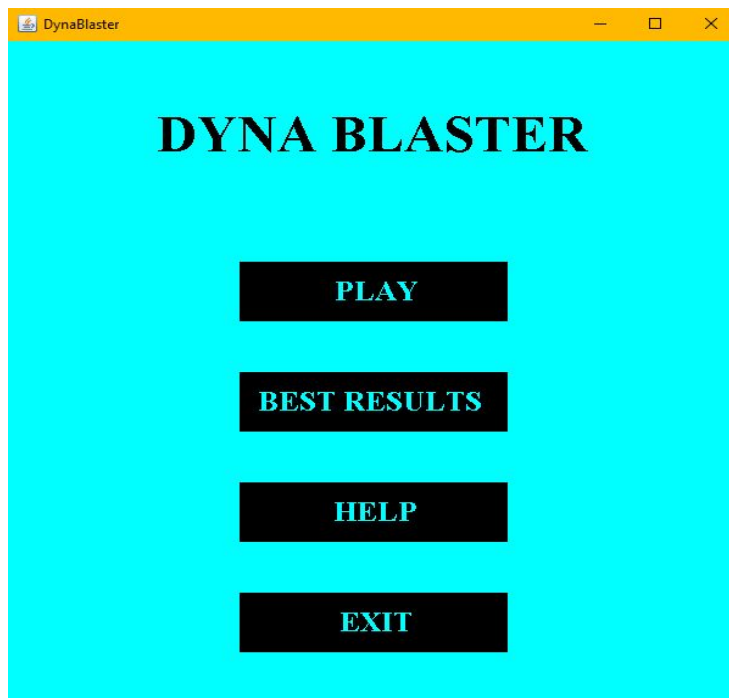 DynaBlaster
DYNA BLASTER
PLAY
BEST RESULTS
HELP
EXIT